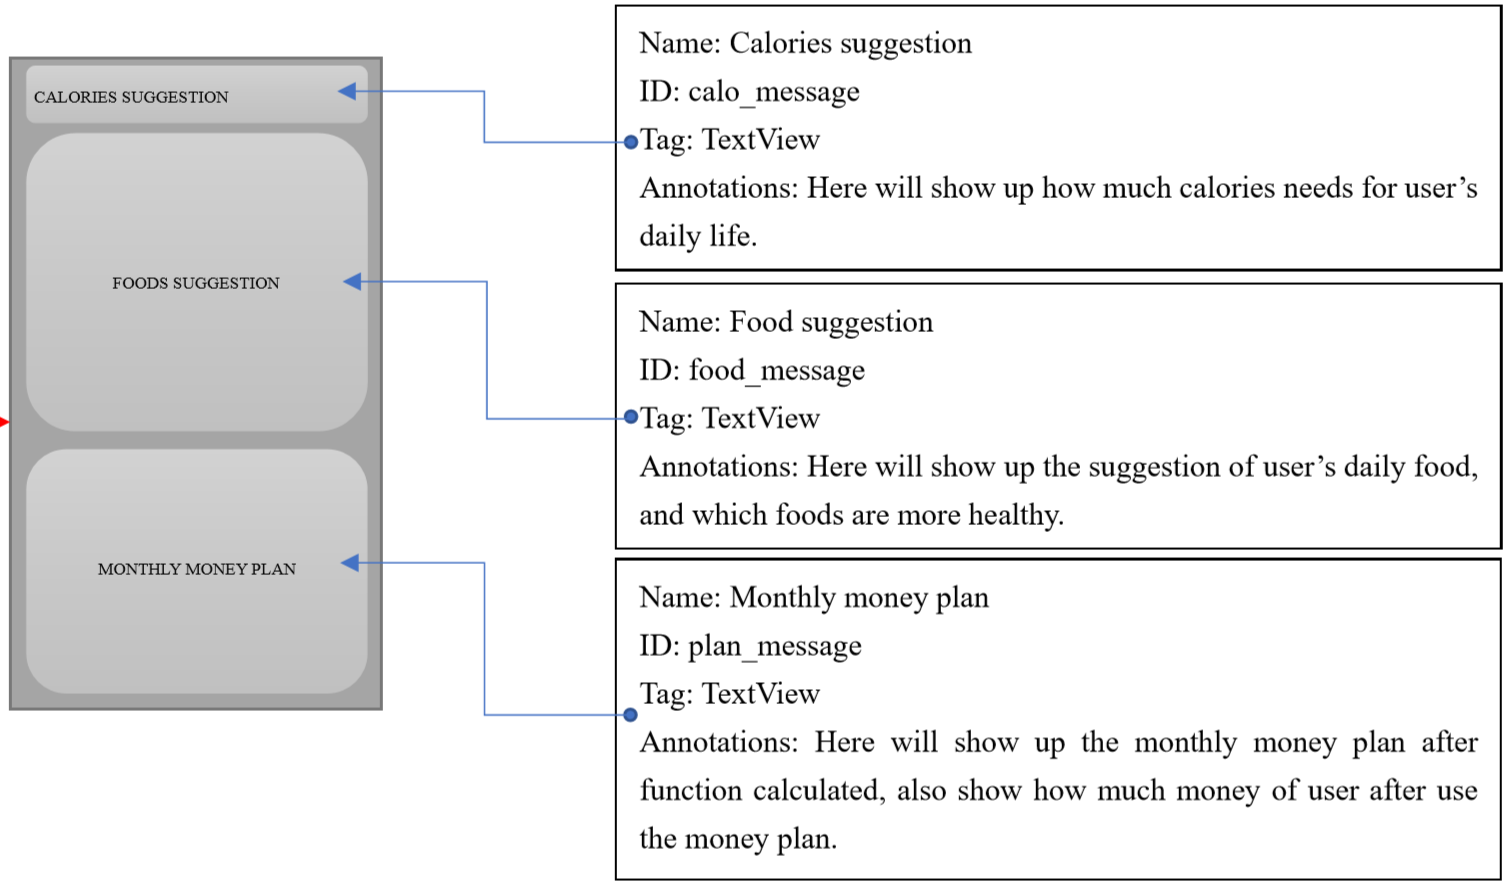 CALORIES SUGGESTION
FOODS SUGGESTION
MONTHLY MONEY PLAN
Name: Calories suggestion
ID: calo_message
Tag: TextView
Annotations: Here will show up how much calories needs for user’s
daily life.
Name: Food suggestion
ID: food_message
Tag: TextView
Annotations: Here will show up the suggestion of user’s daily food,
and which foods are more healthy.
Name: Monthly money plan
ID: plan_message
Tag: TextView
Annotations: Here will show up the monthly money plan after
function calculated, also show how much money of user after use
the money plan.